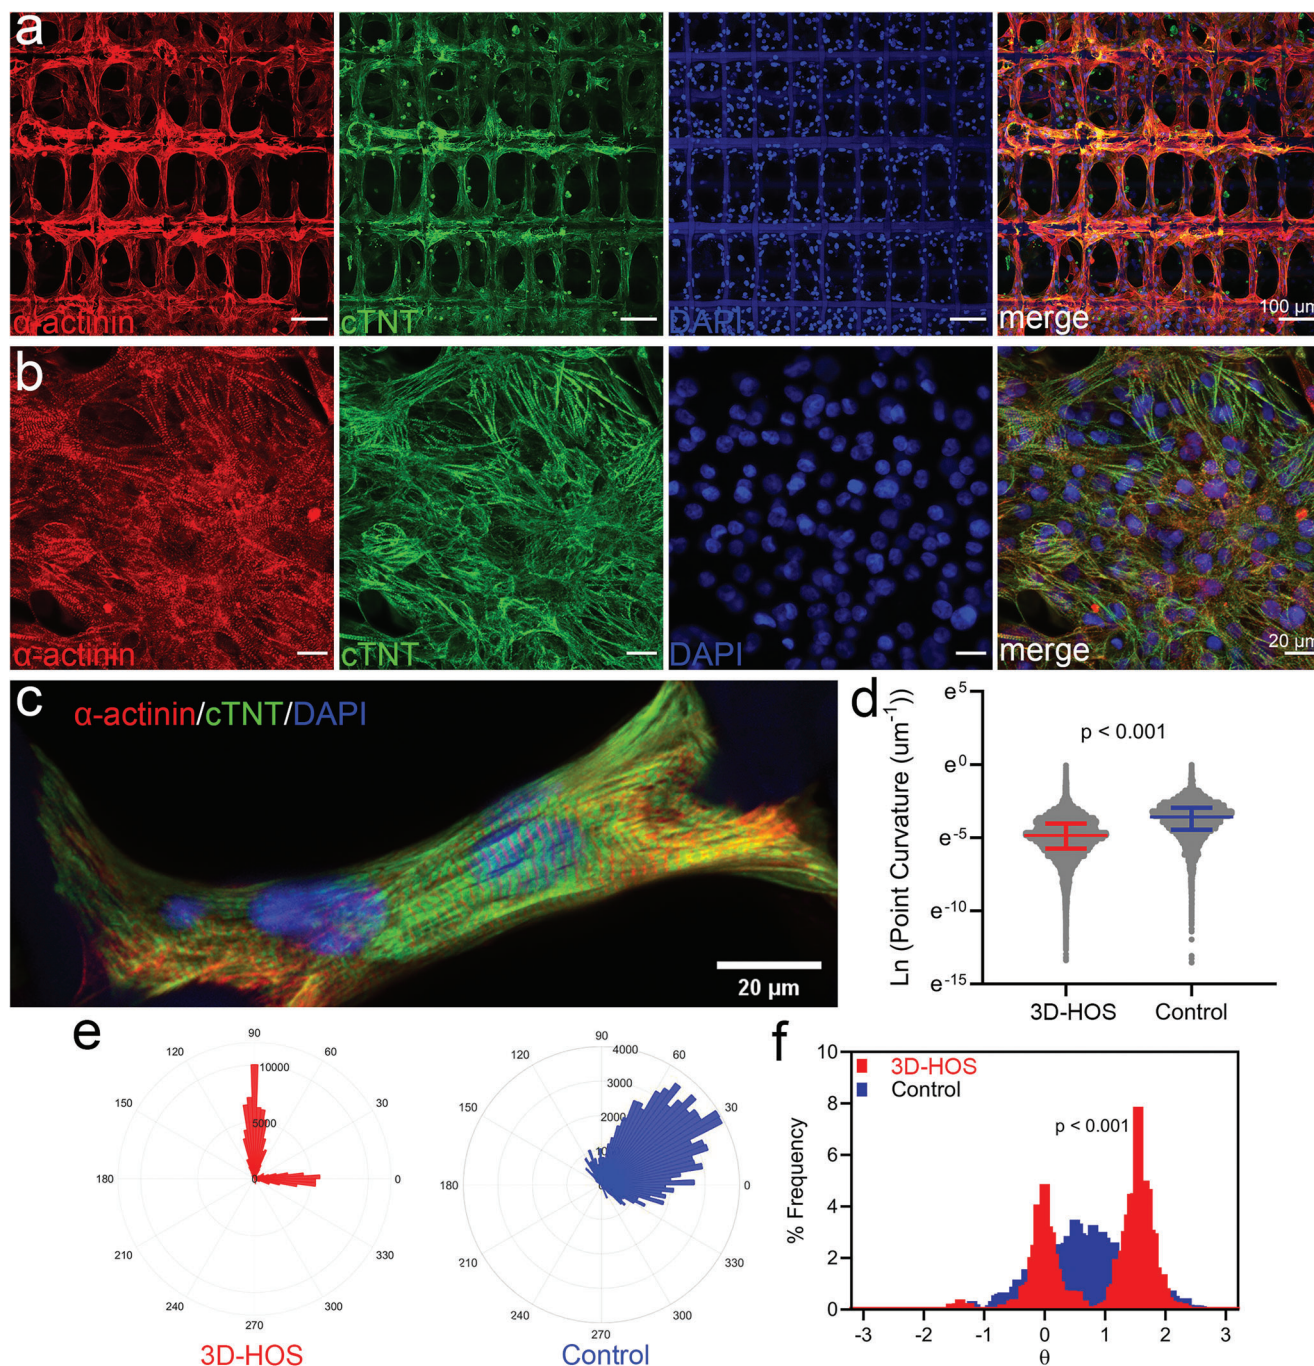 a
α-actinin
cTNT
DAPI
merge
100 µm
b
α-actinin
cTNT
DAPI
merge
20 µm
c
α-actinin/cTNT/DAPI
20 µm
d
Ln (Point Curvature (um⁻¹))
e⁵
e⁰
e⁻⁵
e⁻¹⁰
e⁻¹⁵
p < 0.001
3D-HOS
Control
e
90
120
60
10000
150
30
5000
180
0
0
210
330
240
300
270
3D-HOS
90
4000
120
60
3000
150
30
2000
180
0
210
330
240
300
270
Control
f
3D-HOS
Control
p < 0.001
% Frequency
10
8
6
4
2
0
-3
-2
-1
0
1
2
3
θ